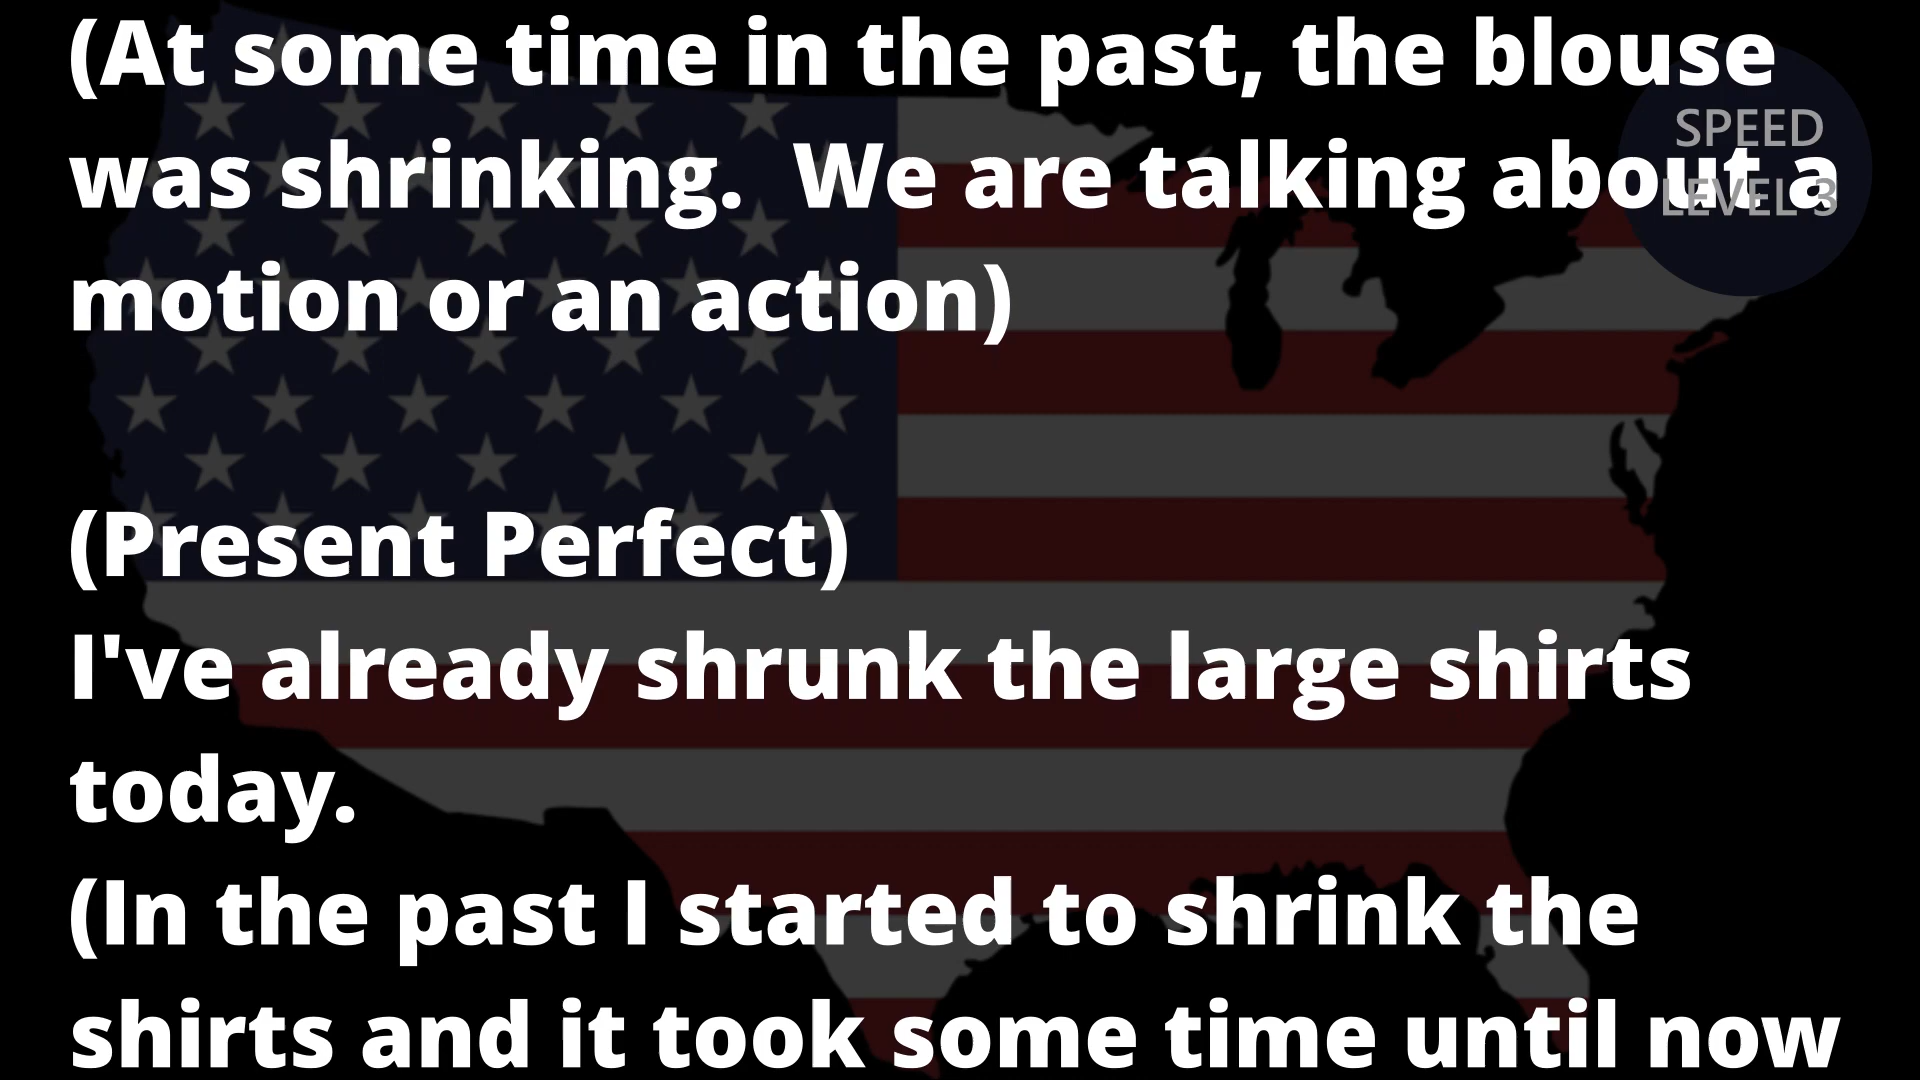 (At some time in the past, the blouse
was shrinking.  We are talking about a
motion or an action)
(Present Perfect)
I've already shrunk the large shirts
today.
(In the past I started to shrink the
shirts and it took some time until now
SPEED
LEVEL 3